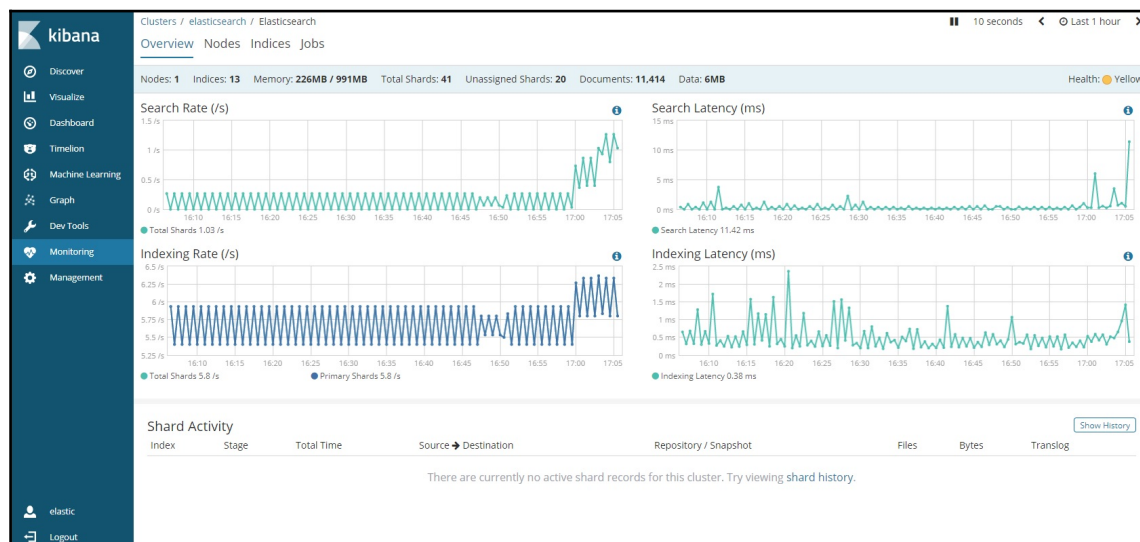 kibana
Discover
Visualize
Dashboard
Timelion
Machine Learning
Graph
Dev Tools
Monitoring
Management
elastic
Logout
Clusters / elasticsearch / Elasticsearch
10 seconds Last 1 hour
Overview Nodes Indices Jobs
Nodes: 1 Indices: 13 Memory: 226MB / 991MB Total Shards: 41 Unassigned Shards: 20 Documents: 11,414 Data: 6MB Health: Yellow
Search Rate (/s)
1.5 /s
1 /s
0.5 /s
0 /s
16:10 16:15 16:20 16:25 16:30 16:35 16:40 16:45 16:50 16:55 17:00 17:05
Total Shards 1.03 /s
Search Latency (ms)
15 ms
10 ms
5 ms
0 ms
16:10 16:15 16:20 16:25 16:30 16:35 16:40 16:45 16:50 16:55 17:00 17:05
Search Latency 11.42 ms
Indexing Rate (/s)
6.5 /s
6.25 /s
6 /s
5.75 /s
5.5 /s
5.25 /s
16:10 16:15 16:20 16:25 16:30 16:35 16:40 16:45 16:50 16:55 17:00 17:05
Total Shards 5.8 /s Primary Shards 5.8 /s
Indexing Latency (ms)
2.5 ms
2 ms
1.5 ms
1 ms
0.5 ms
0 ms
16:10 16:15 16:20 16:25 16:30 16:35 16:40 16:45 16:50 16:55 17:00 17:05
Indexing Latency 0.38 ms
Shard Activity
Show History
Index Stage Total Time Source → Destination Repository / Snapshot Files Bytes Translog
There are currently no active shard records for this cluster. Try viewing shard history.